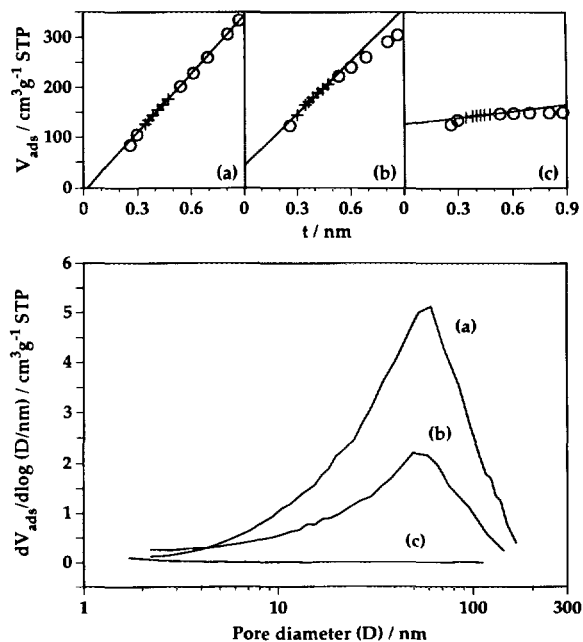 300
200
100
0
V_ads / cm³g⁻¹ STP
(a)
(b)
(c)
0 0.3 0.6 0 0.3 0.6 0 0.3 0.6 0.9
t / nm
6
5
4
3
2
1
0
dV_ads/dlog (D/nm) / cm³g⁻¹ STP
(a)
(b)
(c)
1 10 100 300
Pore diameter (D) / nm